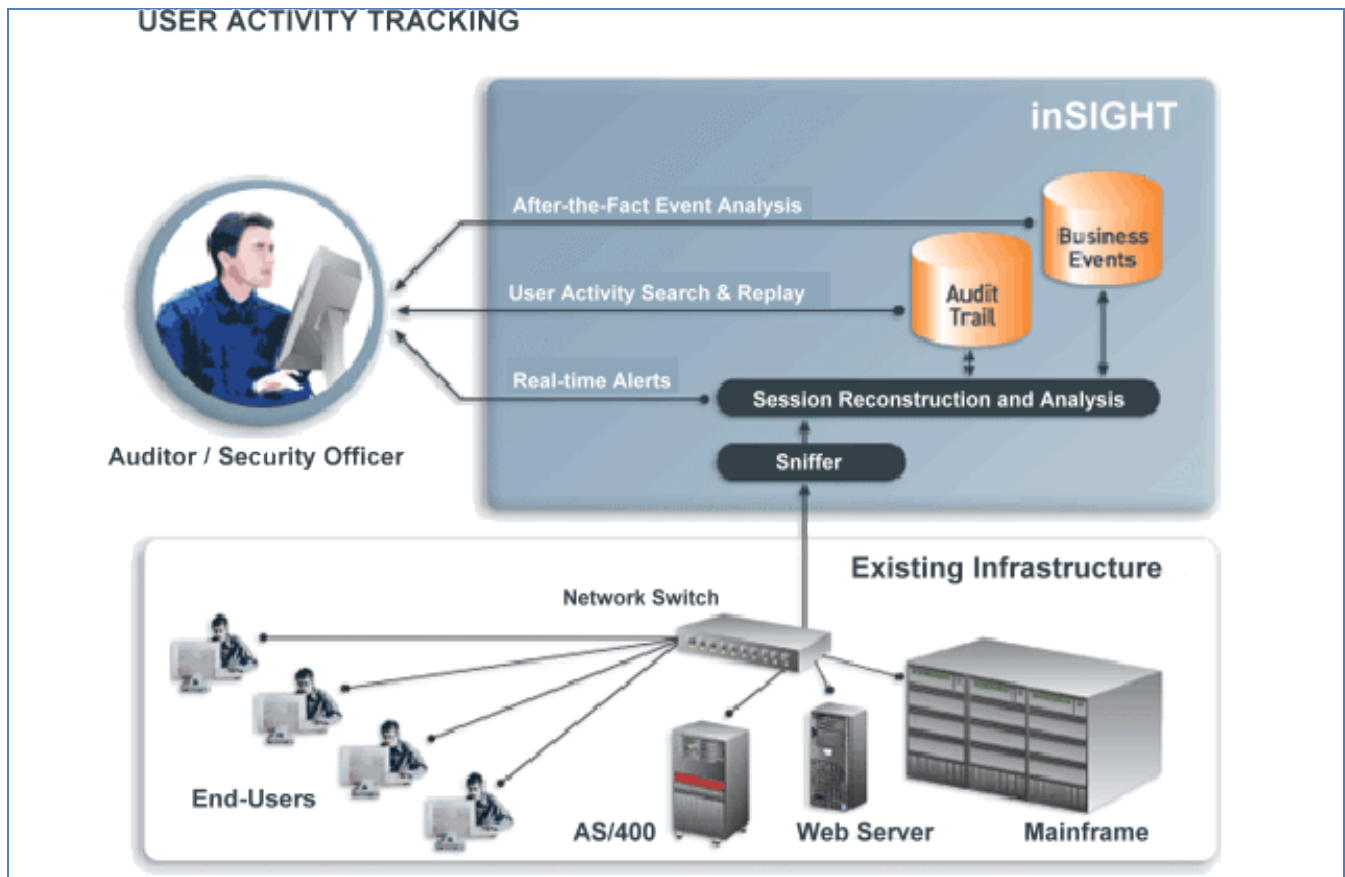 USER ACTIVITY TRACKING
inSIGHT
After-the-Fact Event Analysis
Business
Events
User Activity Search & Replay
Audit
Trail
Real-time Alerts
Session Reconstruction and Analysis
Auditor / Security Officer
Sniffer
Existing Infrastructure
Network Switch
End-Users
AS/400
Web Server
Mainframe